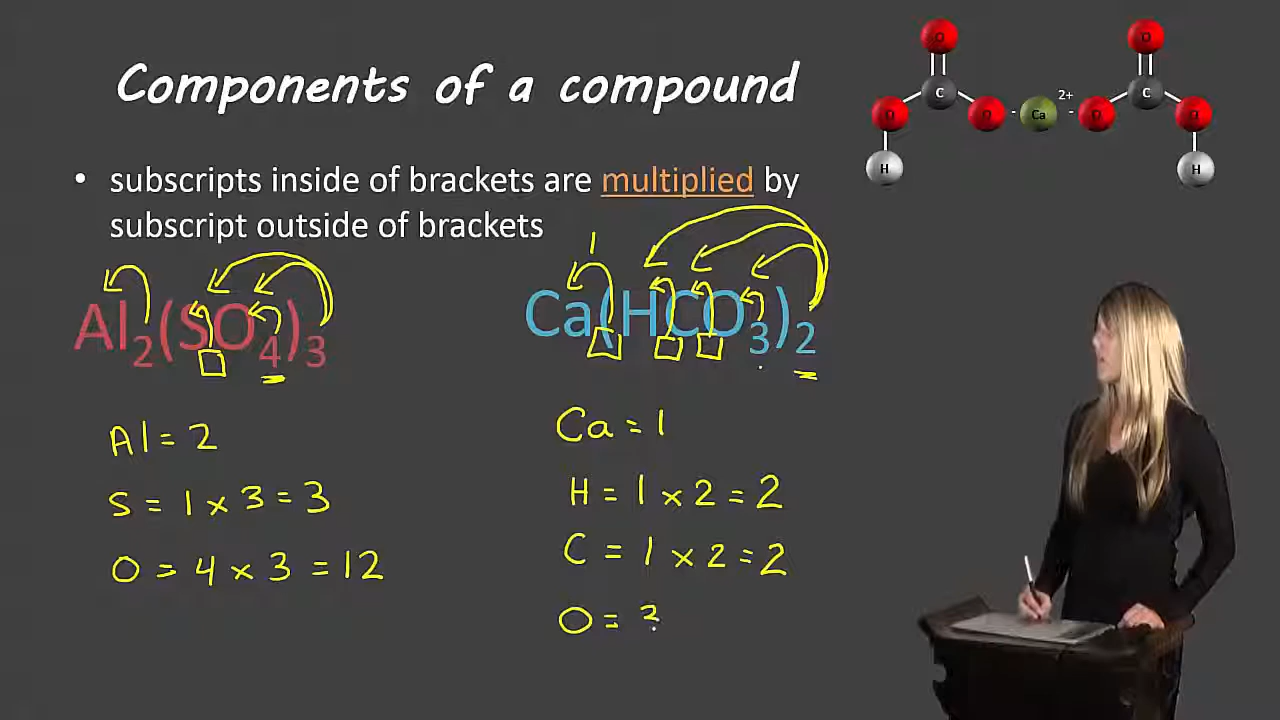 Components of a compound
• subscripts inside of brackets are multiplied by
subscript outside of brackets
Al₂(SO₄)₃
Al = 2
S = 1 x 3 = 3
O = 4 x 3 = 12
1
Ca(HCO₃)₂
Ca = 1
H = 1 x 2 = 2
C = 1 x 2 = 2
O = 3
O O
C 2+ C
O O - Ca - O O
H H